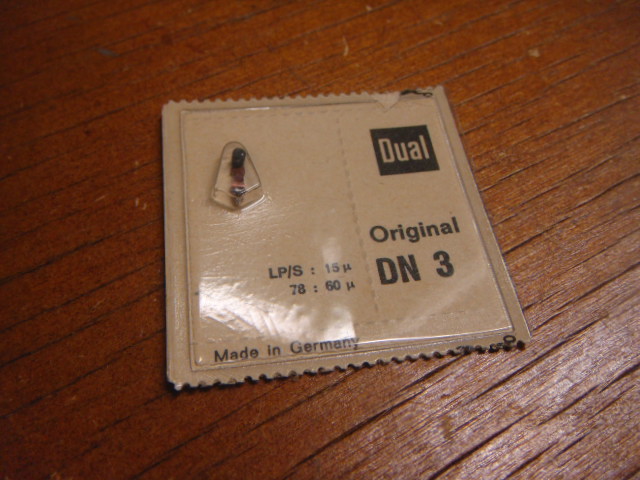 Dual
Original
DN 3
LP/S : 15 µ
78 : 60 µ
Made in Germany